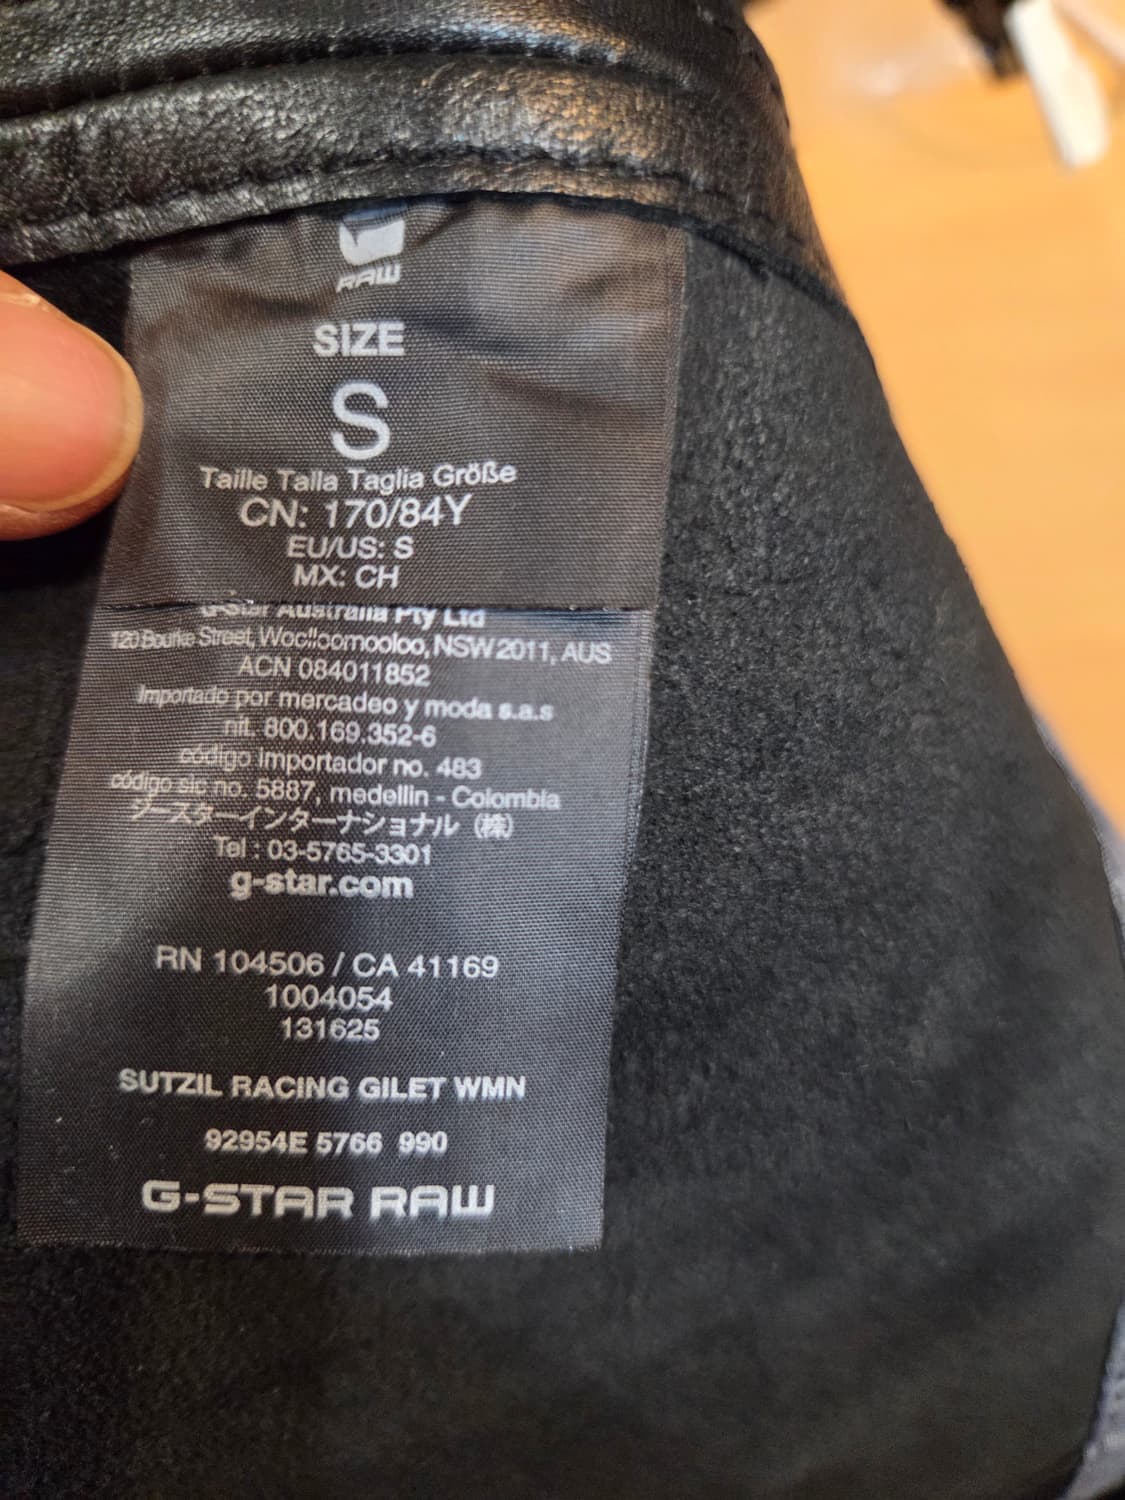 RAW
SIZE
S
Taille Talla Taglia Größe
CN: 170/84Y
EU/US: S
MX: CH
G-Star Australia Pty Ltd
120 Bourke Street, Woolloomooloo, NSW 2011, AUS
ACN 084011852
Importado por mercadeo y moda s.a.s
nit. 800.169.352-6
código importador no. 483
código sic no. 5887, medellin - Colombia
ジースターインターナショナル (株)
Tel : 03-5765-3301
g-star.com
RN 104506 / CA 41169
1004054
131625
SUTZIL RACING GILET WMN
92954E 5766 990
G-STAR RAW